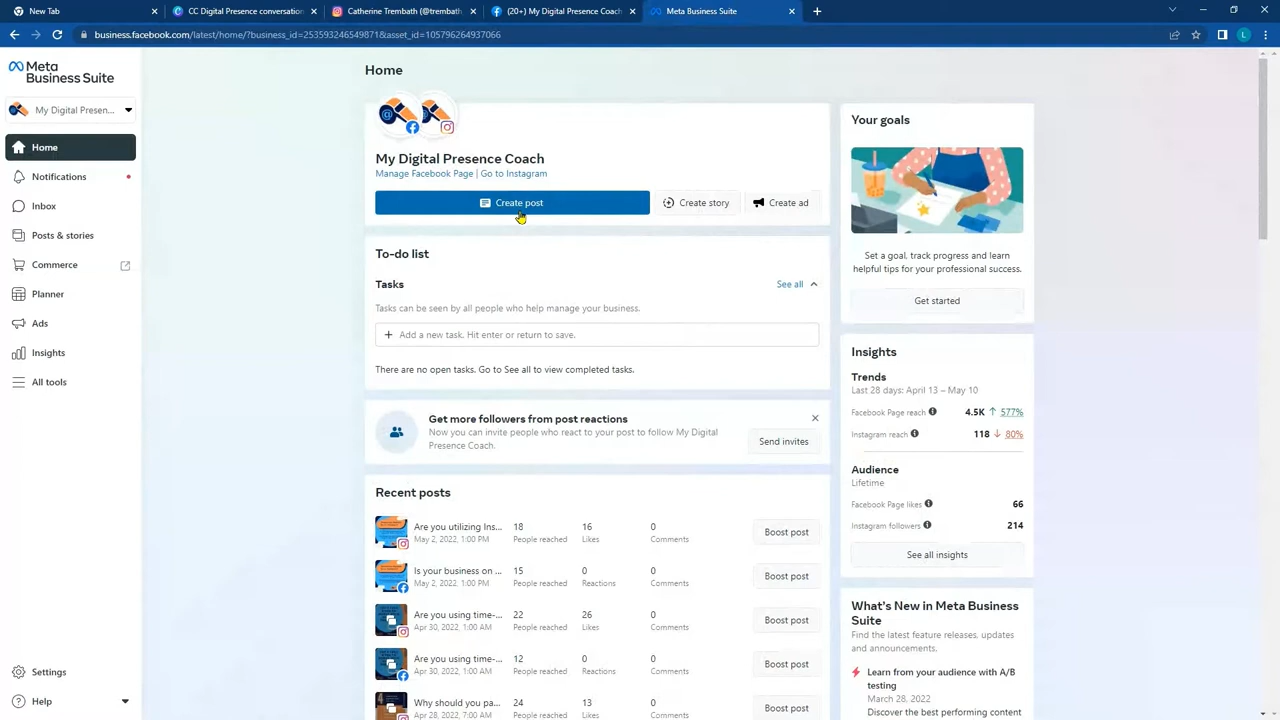 New Tab
CC Digital Presence conversation
Catherine Trembath (@trembath
(20+) My Digital Presence Coach
Meta Business Suite
business.facebook.com/latest/home/?business_id=253593246549871&asset_id=105796264937066
L
Meta
Business Suite
My Digital Presen...
Home
Notifications
Inbox
Posts & stories
Commerce
Planner
Ads
Insights
All tools
Settings
Help
Home
My Digital Presence Coach
Manage Facebook Page | Go to Instagram
Create post
Create story
Create ad
To-do list
Tasks
See all
Tasks can be seen by all people who help manage your business.
+ Add a new task. Hit enter or return to save.
There are no open tasks. Go to See all to view completed tasks.
Get more followers from post reactions
Now you can invite people who react to your post to follow My Digital
Presence Coach.
Send invites
Recent posts
Are you utilizing Ins... 18 16 0
May 2, 2022, 1:00 PM People reached Likes Comments
Boost post
Is your business on ... 15 0 0
May 2, 2022, 1:00 PM People reached Reactions Comments
Boost post
Are you using time-... 22 26 0
Apr 30, 2022, 1:00 AM People reached Likes Comments
Boost post
Are you using time-... 12 0 0
Apr 30, 2022, 1:00 AM People reached Reactions Comments
Boost post
Why should you pa... 24 13 0
Apr 28, 2022, 7:00 AM People reached Likes Comments
Boost post
Your goals
Set a goal, track progress and learn
helpful tips for your professional success.
Get started
Insights
Trends
Last 28 days: April 13 – May 10
Facebook Page reach 4.5K ↑ 577%
Instagram reach 118 ↓ 80%
Audience
Lifetime
Facebook Page likes 66
Instagram followers 214
See all insights
What's New in Meta Business
Suite
Find the latest feature releases, updates
and announcements.
Learn from your audience with A/B
testing
March 28, 2022
Discover the best performing content